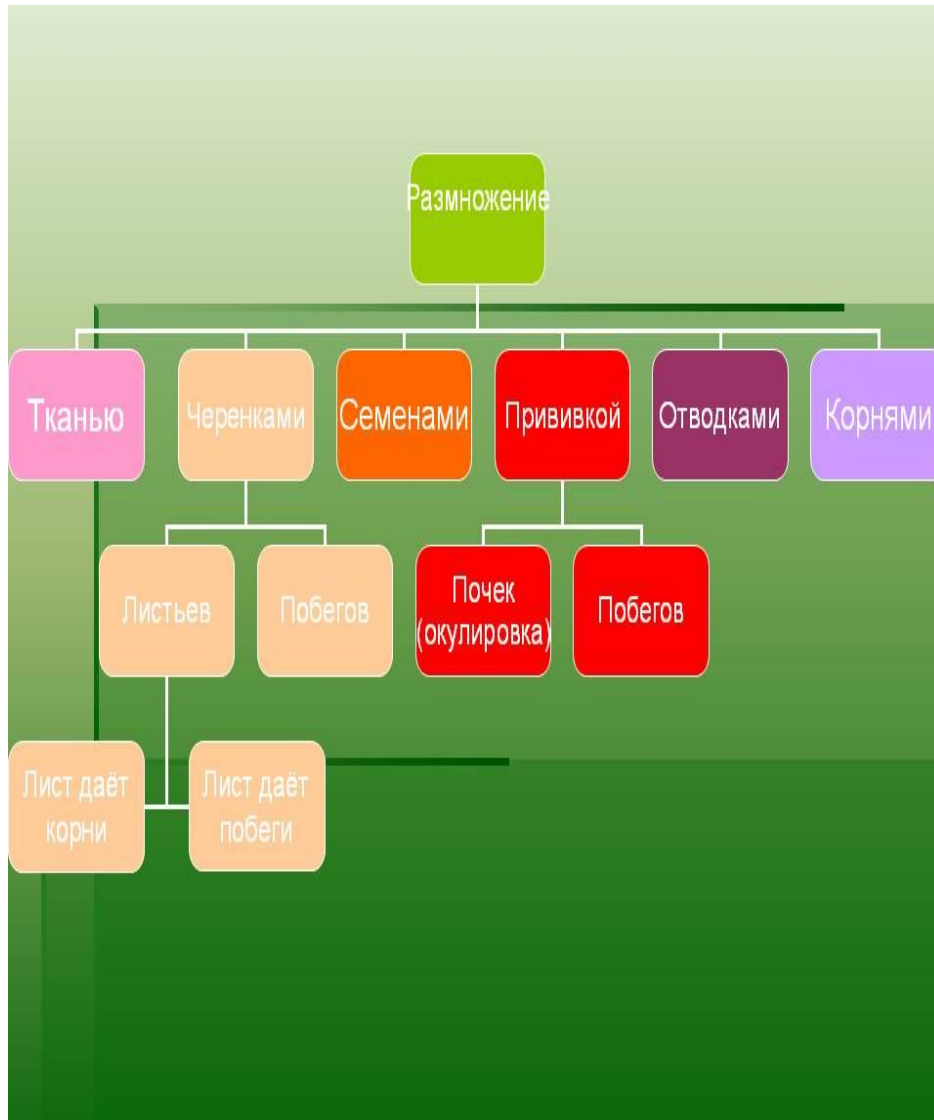 Размножение
Тканью
Черенками
Семенами
Прививкой
Отводками
Корнями
Листьев
Побегов
Почек
(окулировка)
Побегов
Лист даёт
корни
Лист даёт
побеги